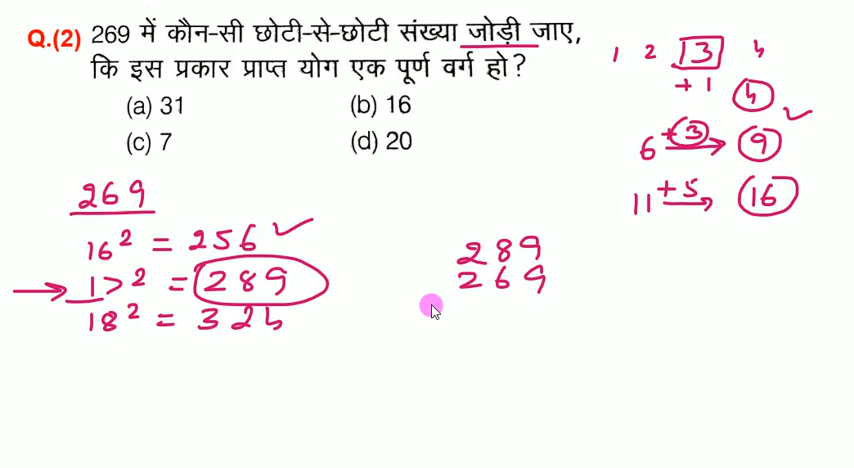 Q.(2) 269 में कौन-सी छोटी-से-छोटी संख्या जोड़ी जाए,
कि इस प्रकार प्राप्त योग एक पूर्ण वर्ग हो?
(a) 31 (b) 16
(c) 7 (d) 20
1 2 3 4
+1 4
6 +3 → 9
11 +5 → 16
269
16² = 256 ✓
→ 17² = 289
18² = 324
289
269